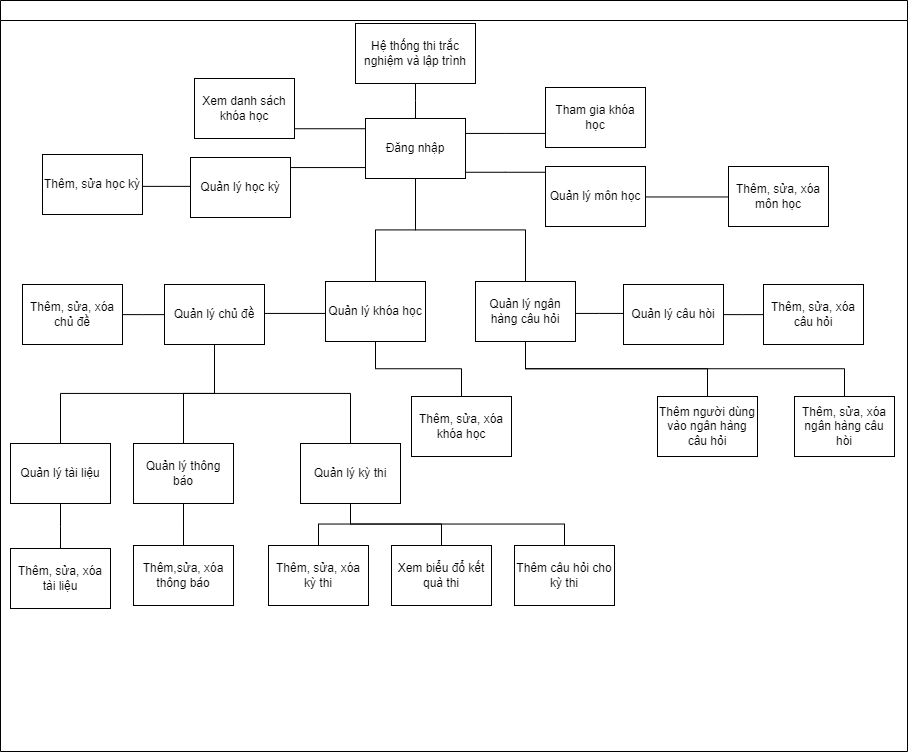 Hệ thống thi trắc
nghiệm và lập trình
Xem danh sách
khóa học
Tham gia khóa
học
Đăng nhập
Thêm, sửa học kỳ
Quản lý học kỳ
Quản lý môn học
Thêm, sửa, xóa
môn học
Thêm, sửa, xóa
chủ đề
Quản lý chủ đề
Quản lý khóa học
Quản lý ngân
hàng câu hỏi
Quản lý câu hòi
Thêm, sửa, xóa
câu hỏi
Thêm, sửa, xóa
khóa học
Thêm người dùng
vào ngân hàng
câu hỏi
Thêm, sửa, xóa
ngân hàng câu
hòi
Quản lý tài liệu
Quản lý thông
báo
Quản lý kỳ thi
Thêm, sửa, xóa
tài liệu
Thêm,sửa, xóa
thông báo
Thêm, sửa, xóa
kỳ thi
Xem biểu đổ kết
quả thi
Thêm câu hỏi cho
kỳ thi